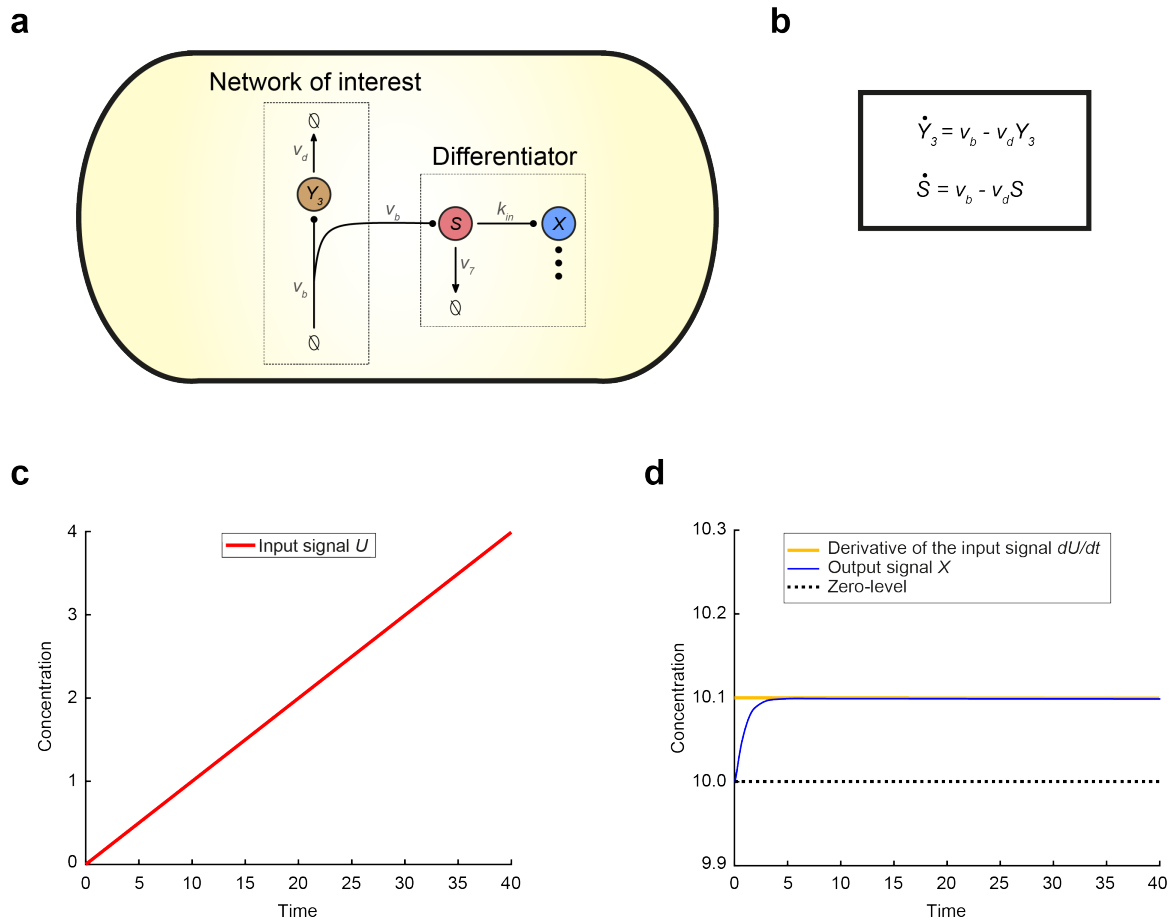 a
b
Network of interest
∅
v_d
Y_3
Differentiator
v_b
S
k_in
X
v_7
v_b
∅
∅
Ẏ_3 = v_b - v_d Y_3
Ṡ = v_b - v_d S
c
d
4
3
2
1
0
Concentration
Input signal U
0
5
10
15
20
25
30
35
40
Time
10.3
10.2
10.1
10.0
9.9
Concentration
Derivative of the input signal dU/dt
Output signal X
Zero-level
0
5
10
15
20
25
30
35
40
Time